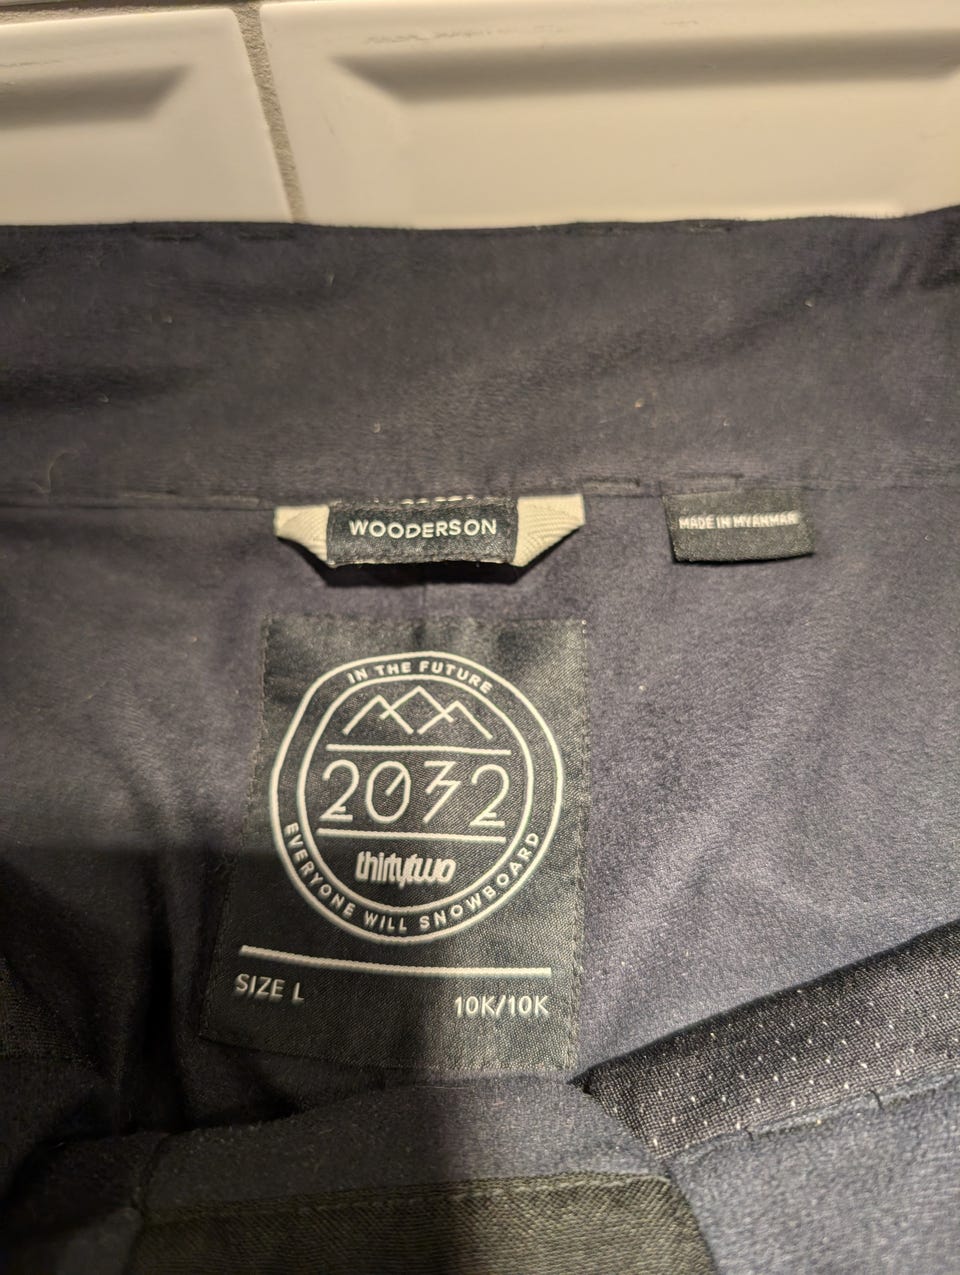 WOODERSON
MADE IN MYANMAR
IN THE FUTURE
2032
thirtytwo
EVERYONE WILL SNOWBOARD
SIZE L
10K/10K